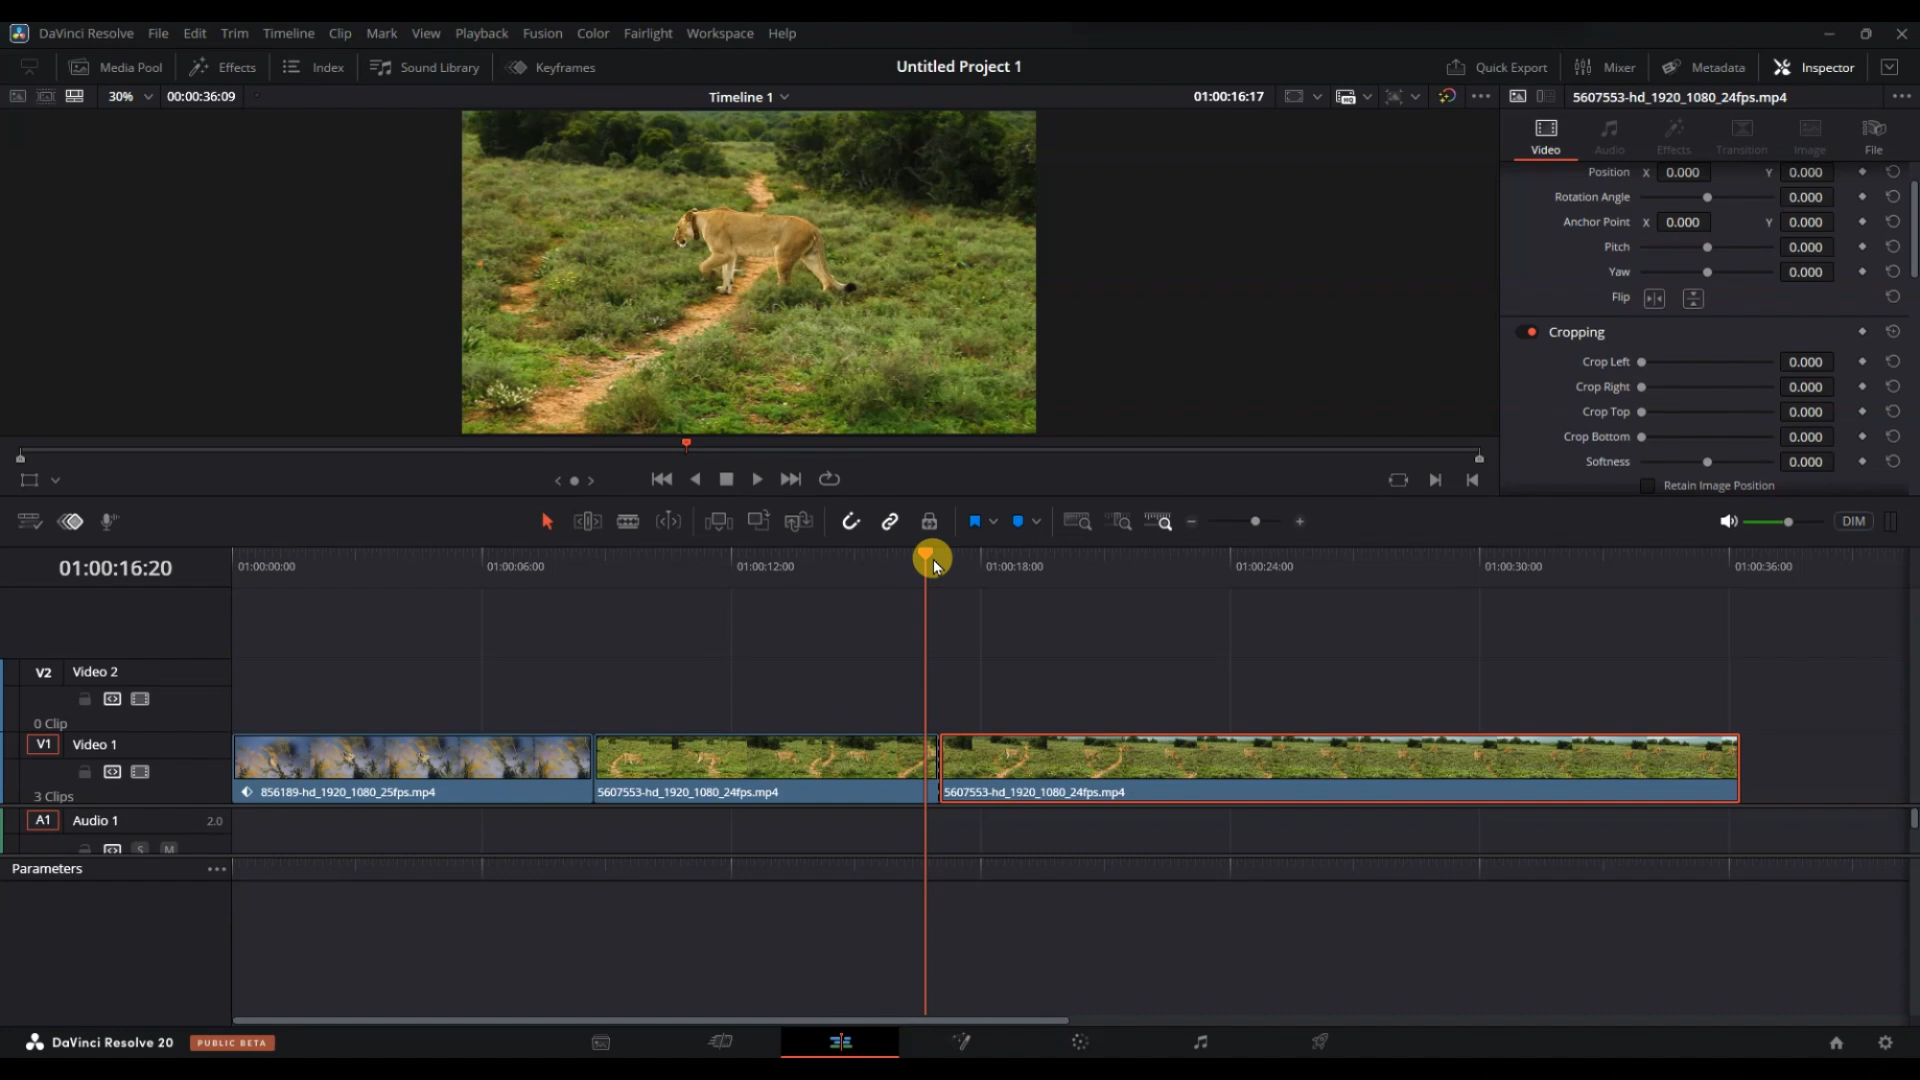 DaVinci Resolve File Edit Trim Timeline Clip Mark View Playback Fusion Color Fairlight Workspace Help
Media Pool Effects Index Sound Library Keyframes Untitled Project 1 Quick Export Mixer Metadata Inspector
30% 00:00:36:09 Timeline 1 01:00:16:17 5607553-hd_1920_1080_24fps.mp4
Video Audio Effects Transition Image File
Position X 0.000 Y 0.000
Rotation Angle 0.000
Anchor Point X 0.000 Y 0.000
Pitch 0.000
Yaw 0.000
Flip
Cropping
Crop Left 0.000
Crop Right 0.000
Crop Top 0.000
Crop Bottom 0.000
Softness 0.000
Retain Image Position
DIM
01:00:16:20 01:00:00:00 01:00:06:00 01:00:12:00 01:00:18:00 01:00:24:00 01:00:30:00 01:00:36:00
V2 Video 2
0 Clip
V1 Video 1
3 Clips 856189-hd_1920_1080_25fps.mp4 5607553-hd_1920_1080_24fps.mp4 5607553-hd_1920_1080_24fps.mp4
A1 Audio 1 2.0
S M
Parameters
DaVinci Resolve 20 PUBLIC BETA